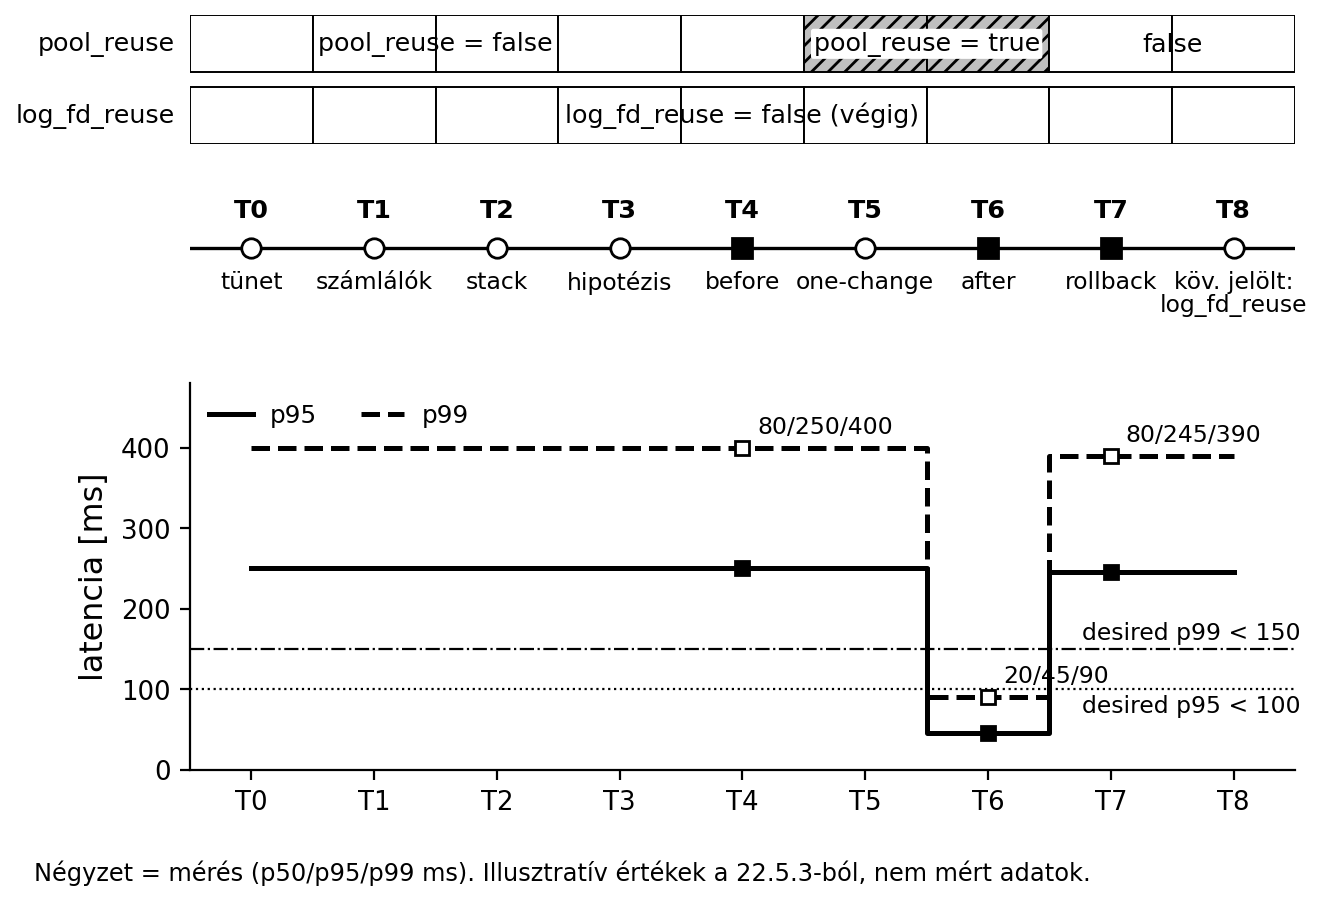 pool_reuse
pool_reuse = false
pool_reuse = true
false
log_fd_reuse
log_fd_reuse = false (végig)
T0 T1 T2 T3 T4 T5 T6 T7 T8
tünet számlálók stack hipotézis before one-change after rollback köv. jelölt:
log_fd_reuse
p95 p99
80/250/400
80/245/390
20/45/90
desired p99 < 150
desired p95 < 100
latencia [ms]
400
300
200
100
0
T0 T1 T2 T3 T4 T5 T6 T7 T8
Négyzet = mérés (p50/p95/p99 ms). Illusztratív értékek a 22.5.3-ból, nem mért adatok.